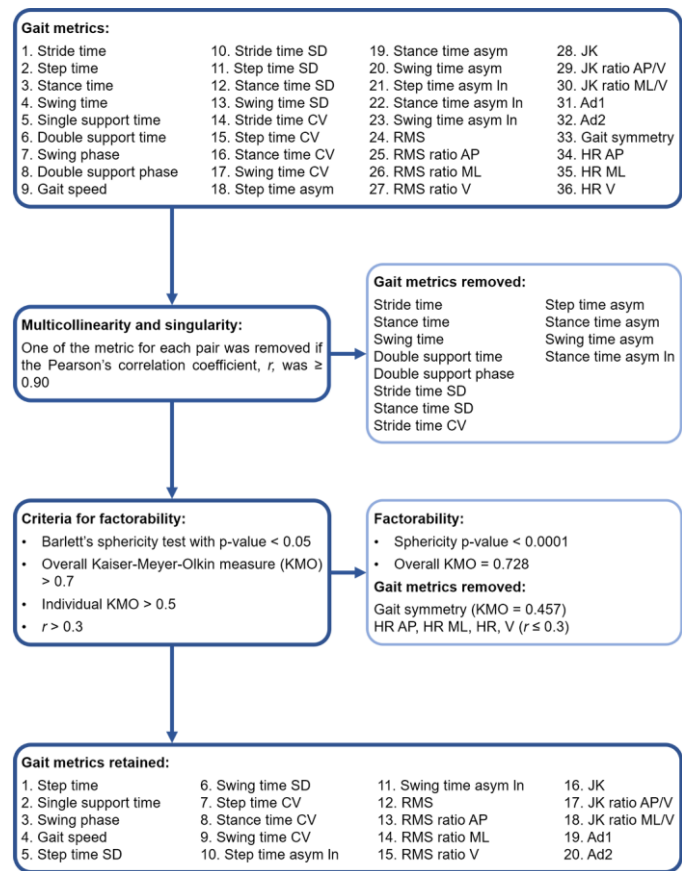 Gait metrics:
1. Stride time
2. Step time
3. Stance time
4. Swing time
5. Single support time
6. Double support time
7. Swing phase
8. Double support phase
9. Gait speed
10. Stride time SD
11. Step time SD
12. Stance time SD
13. Swing time SD
14. Stride time CV
15. Step time CV
16. Stance time CV
17. Swing time CV
18. Step time asym
19. Stance time asym
20. Swing time asym
21. Step time asym ln
22. Stance time asym ln
23. Swing time asym ln
24. RMS
25. RMS ratio AP
26. RMS ratio ML
27. RMS ratio V
28. JK
29. JK ratio AP/V
30. JK ratio ML/V
31. Ad1
32. Ad2
33. Gait symmetry
34. HR AP
35. HR ML
36. HR V
Multicollinearity and singularity:
One of the metric for each pair was removed if
the Pearson's correlation coefficient, r, was ≥
0.90
Gait metrics removed:
Stride time
Stance time
Swing time
Double support time
Double support phase
Stride time SD
Stance time SD
Stride time CV
Step time asym
Stance time asym
Swing time asym
Stance time asym ln
Criteria for factorability:
• Barlett's sphericity test with p-value < 0.05
• Overall Kaiser-Meyer-Olkin measure (KMO)
> 0.7
• Individual KMO > 0.5
• r > 0.3
Factorability:
• Sphericity p-value < 0.0001
• Overall KMO = 0.728
Gait metrics removed:
Gait symmetry (KMO = 0.457)
HR AP, HR ML, HR, V (r ≤ 0.3)
Gait metrics retained:
1. Step time
2. Single support time
3. Swing phase
4. Gait speed
5. Step time SD
6. Swing time SD
7. Step time CV
8. Stance time CV
9. Swing time CV
10. Step time asym ln
11. Swing time asym ln
12. RMS
13. RMS ratio AP
14. RMS ratio ML
15. RMS ratio V
16. JK
17. JK ratio AP/V
18. JK ratio ML/V
19. Ad1
20. Ad2